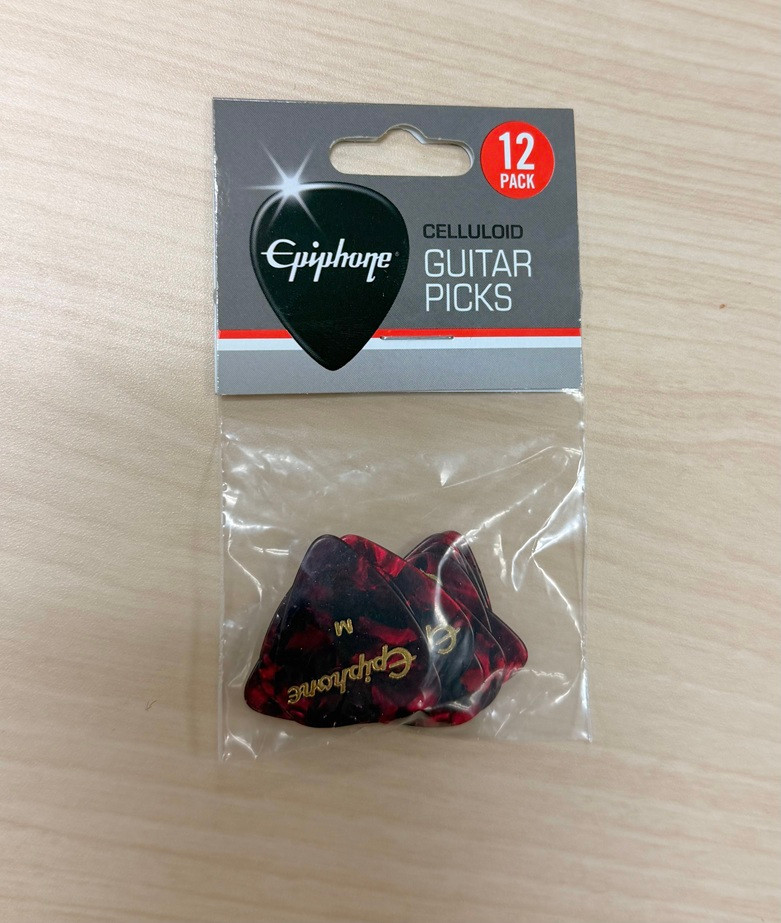 12
PACK
Epiphone
CELLULOID
GUITAR
PICKS
M
Epiphone